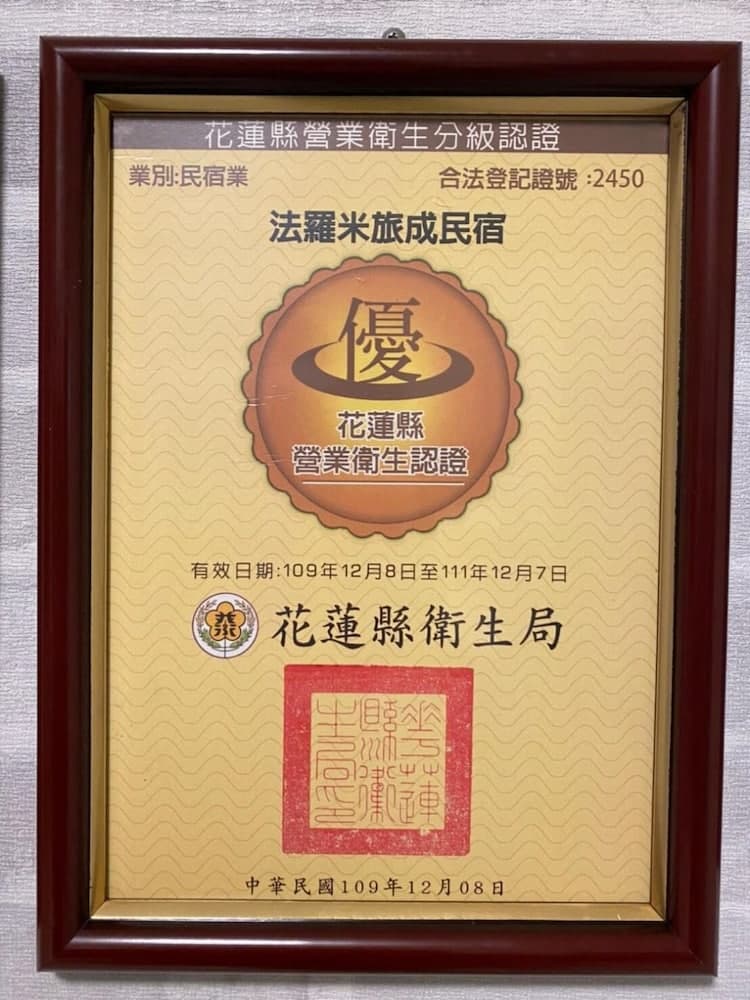 花蓮縣營業衛生分級認證
業別:民宿業 合法登記證號:2450
法羅米旅成民宿
優
花蓮縣
營業衛生認證
有效日期:109年12月8日至111年12月7日
花蓮縣衛生局
花蓮縣衛生局印
中華民國109年12月08日